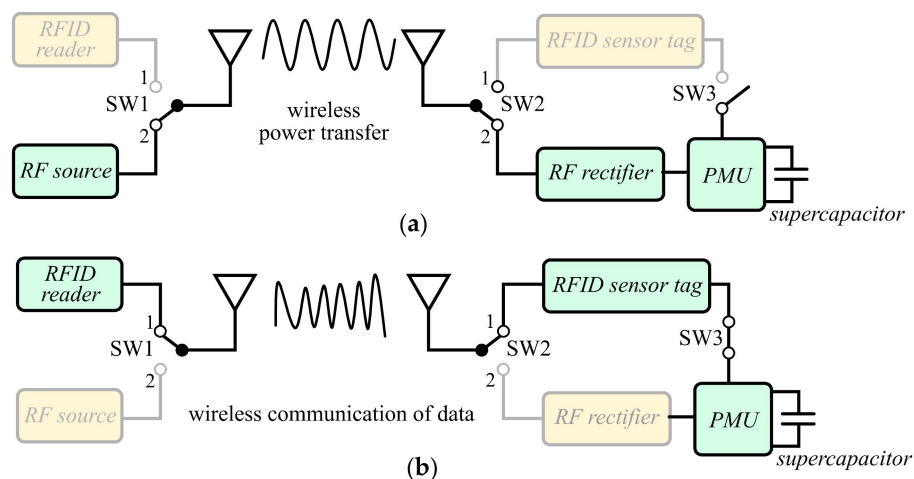 RFID
reader
RFID sensor tag
1
1
SW1
SW2
SW3
wireless
power transfer
2
2
RF source
RF rectifier
PMU
supercapacitor
(a)
RFID
reader
RFID sensor tag
1
1
SW1
SW2
SW3
2
2
RF source
wireless communication of data
RF rectifier
PMU
supercapacitor
(b)